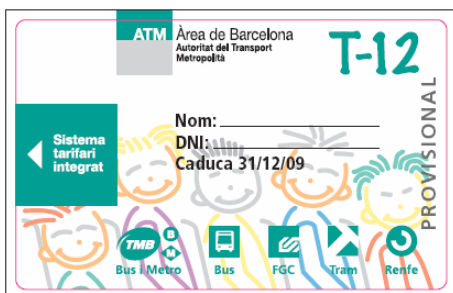 ATM Àrea de Barcelona
Autoritat del Transport
Metropolità
T-12
PROVISIONAL
Sistema
tarifari
integrat
Nom:
DNI:
Caduca 31/12/09
TMB B M
Bus i Metro Bus FGC Tram Renfe